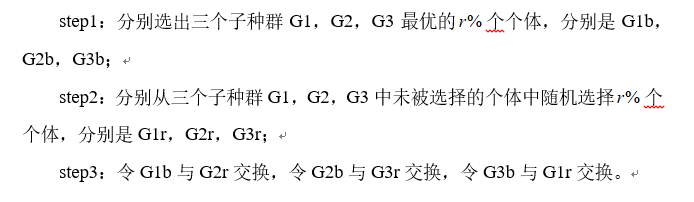 step1：分别选出三个子种群 G1，G2，G3 最优的 r% 个个体，分别是 G1b，
G2b，G3b；
step2：分别从三个子种群 G1，G2，G3 中未被选择的个体中随机选择 r% 个
个体，分别是 G1r，G2r，G3r；
step3：令 G1b 与 G2r 交换，令 G2b 与 G3r 交换，令 G3b 与 G1r 交换。